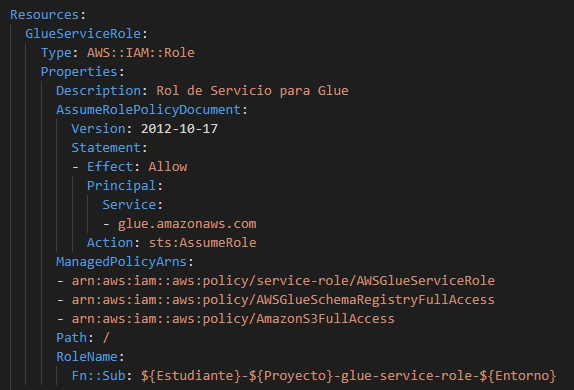 Resources:
  GlueServiceRole:
    Type: AWS::IAM::Role
    Properties:
      Description: Rol de Servicio para Glue
      AssumeRolePolicyDocument:
        Version: 2012-10-17
        Statement:
        - Effect: Allow
          Principal:
            Service:
            - glue.amazonaws.com
          Action: sts:AssumeRole
      ManagedPolicyArns:
      - arn:aws:iam::aws:policy/service-role/AWSGlueServiceRole
      - arn:aws:iam::aws:policy/AWSGlueSchemaRegistryFullAccess
      - arn:aws:iam::aws:policy/AmazonS3FullAccess
      Path: /
      RoleName:
        Fn::Sub: ${Estudiante}-${Proyecto}-glue-service-role-${Entorno}